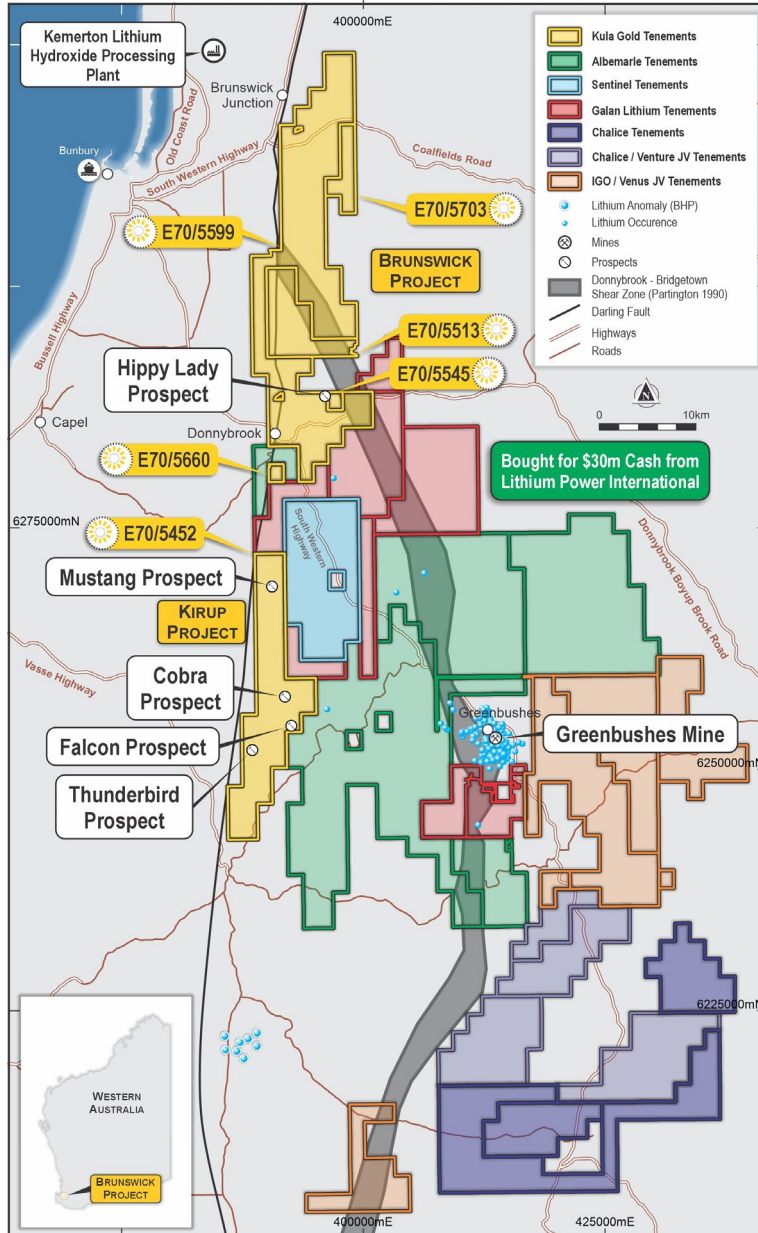 400000mE
Kemerton Lithium
Hydroxide Processing
Plant
Brunswick
Junction
Old Coast Road
Bunbury
South Western Highway
Coalfields Road
E70/5703
E70/5599
BRUNSWICK
PROJECT
Bussell Highway
E70/5513
Hippy Lady
Prospect
E70/5545
Capel
Donnybrook
E70/5660
Bought for $30m Cash from
Lithium Power International
6275000mN
E70/5452
South Western
Highway
Donnybrook Boyup Brook Road
Mustang Prospect
KIRUP
PROJECT
Vasse Highway
Cobra
Prospect
Greenbushes
Falcon Prospect
Greenbushes Mine
6250000mN
Thunderbird
Prospect
6225000mN
WESTERN
AUSTRALIA
BRUNSWICK
PROJECT
400000mE
425000mE
Kula Gold Tenements
Albemarle Tenements
Sentinel Tenements
Galan Lithium Tenements
Chalice Tenements
Chalice / Venture JV Tenements
IGO / Venus JV Tenements
Lithium Anomaly (BHP)
Lithium Occurence
Mines
Prospects
Donnybrook - Bridgetown
Shear Zone (Partington 1990)
Darling Fault
Highways
Roads
N
0 10km